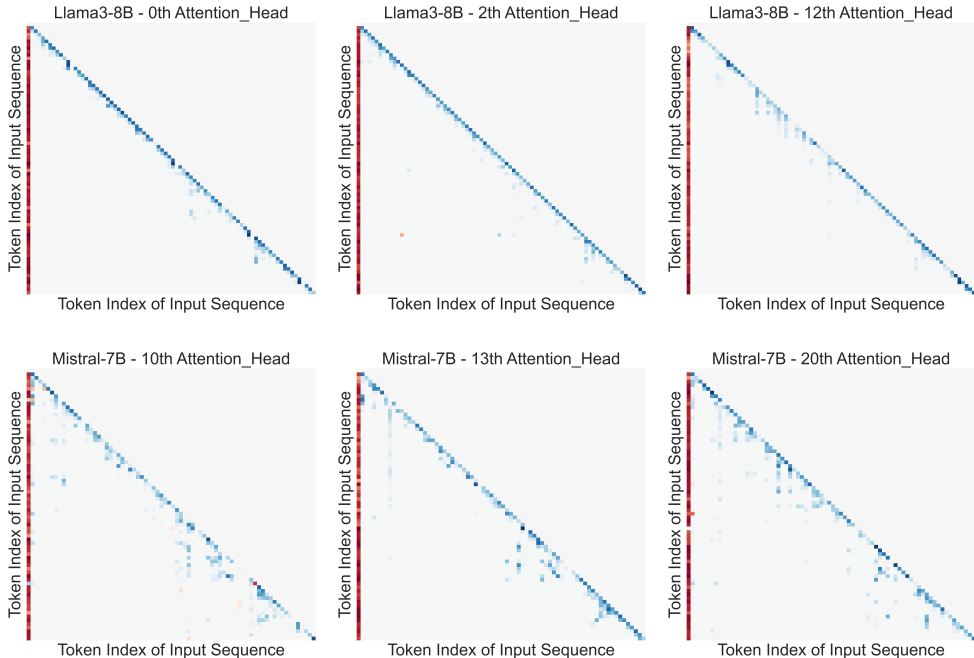 Llama3-8B - 0th Attention_Head
Llama3-8B - 2th Attention_Head
Llama3-8B - 12th Attention_Head
Token Index of Input Sequence
Token Index of Input Sequence
Token Index of Input Sequence
Token Index of Input Sequence
Token Index of Input Sequence
Token Index of Input Sequence
Mistral-7B - 10th Attention_Head
Mistral-7B - 13th Attention_Head
Mistral-7B - 20th Attention_Head
Token Index of Input Sequence
Token Index of Input Sequence
Token Index of Input Sequence
Token Index of Input Sequence
Token Index of Input Sequence
Token Index of Input Sequence